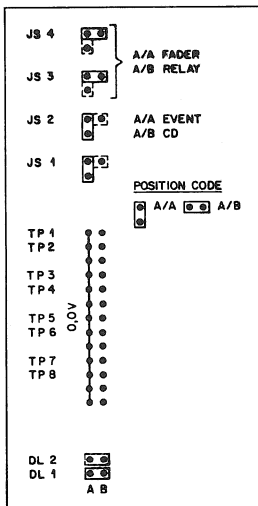 JS 4
A/A FADER
A/B RELAY
JS 3
JS 2
A/A EVENT
A/B CD
JS 1
POSITION CODE
A/A
A/B
TP 1
TP 2
TP 3
TP 4
0,0V
TP 5
TP 6
TP 7
TP 8
DL 2
DL 1
A B